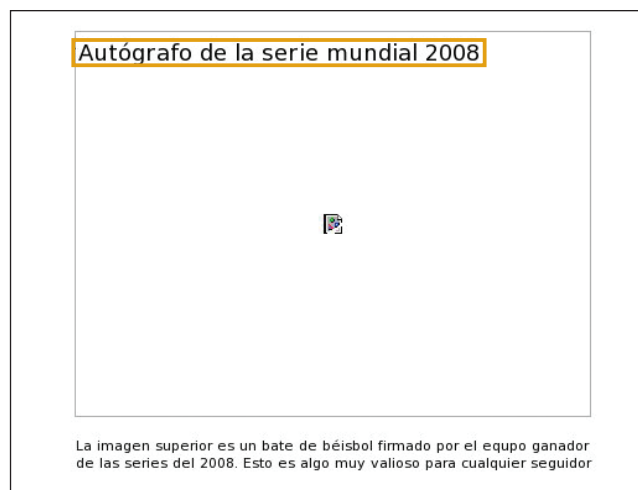 Autógrafo de la serie mundial 2008
La imagen superior es un bate de béisbol firmado por el equpo ganador
de las series del 2008. Esto es algo muy valioso para cualquier seguidor